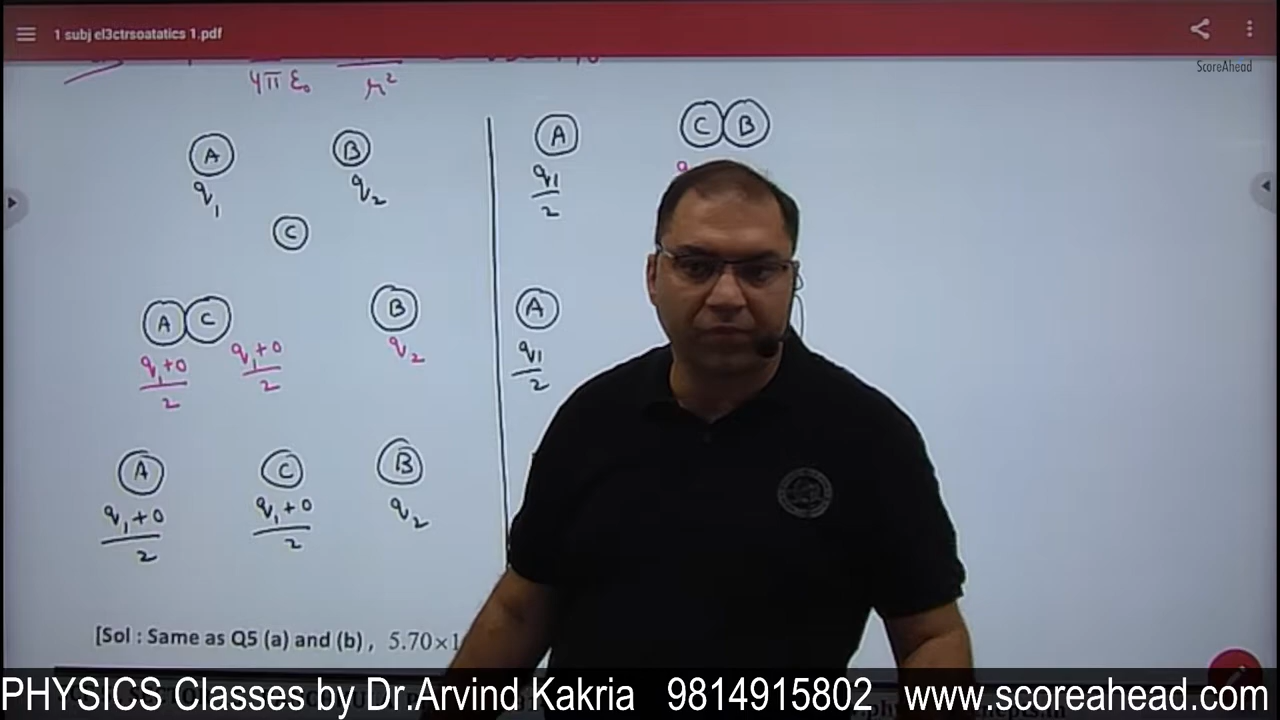 1 subj el3ctrsoatatics 1.pdf
ScoreAhead
4π ε₀ r²
A B
q₁ q₂
C
A C B
q₁+0/2 q₁+0/2 q₂
A C B
q₁+0/2 q₁+0/2 q₂
A C B
q₁/2
A
q₁/2
[Sol : Same as Q5 (a) and (b) , 5.70×1
PHYSICS Classes by Dr.Arvind Kakria 9814915802 www.scoreahead.com